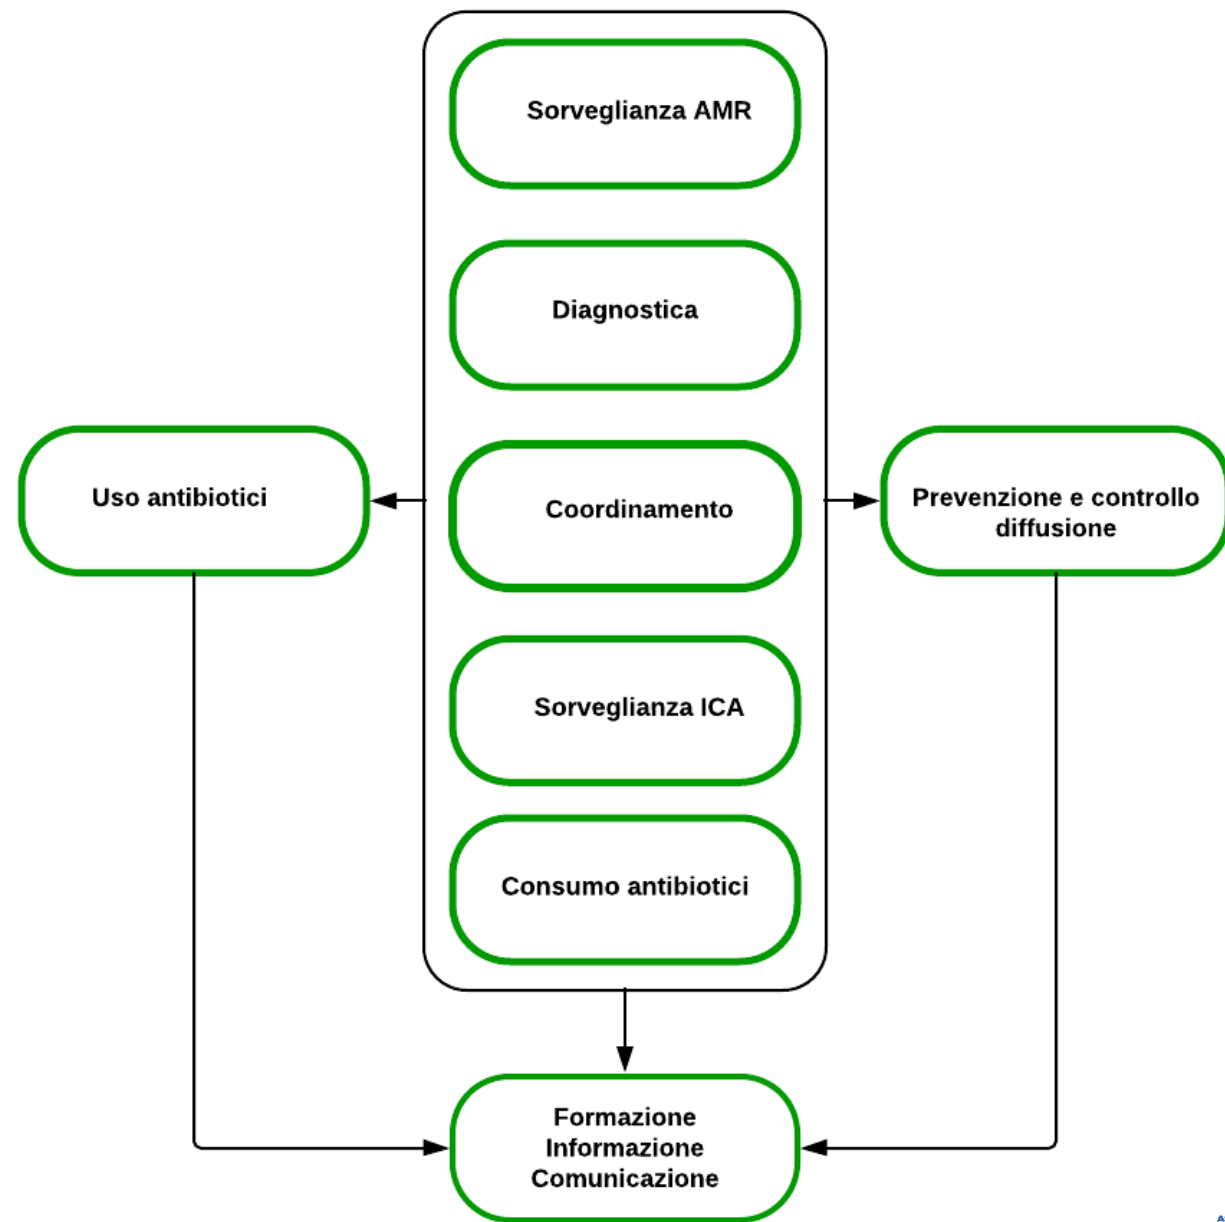 Sorveglianza AMR
Diagnostica
Uso antibiotici
Coordinamento
Prevenzione e controllo
diffusione
Sorveglianza ICA
Consumo antibiotici
Formazione
Informazione
Comunicazione